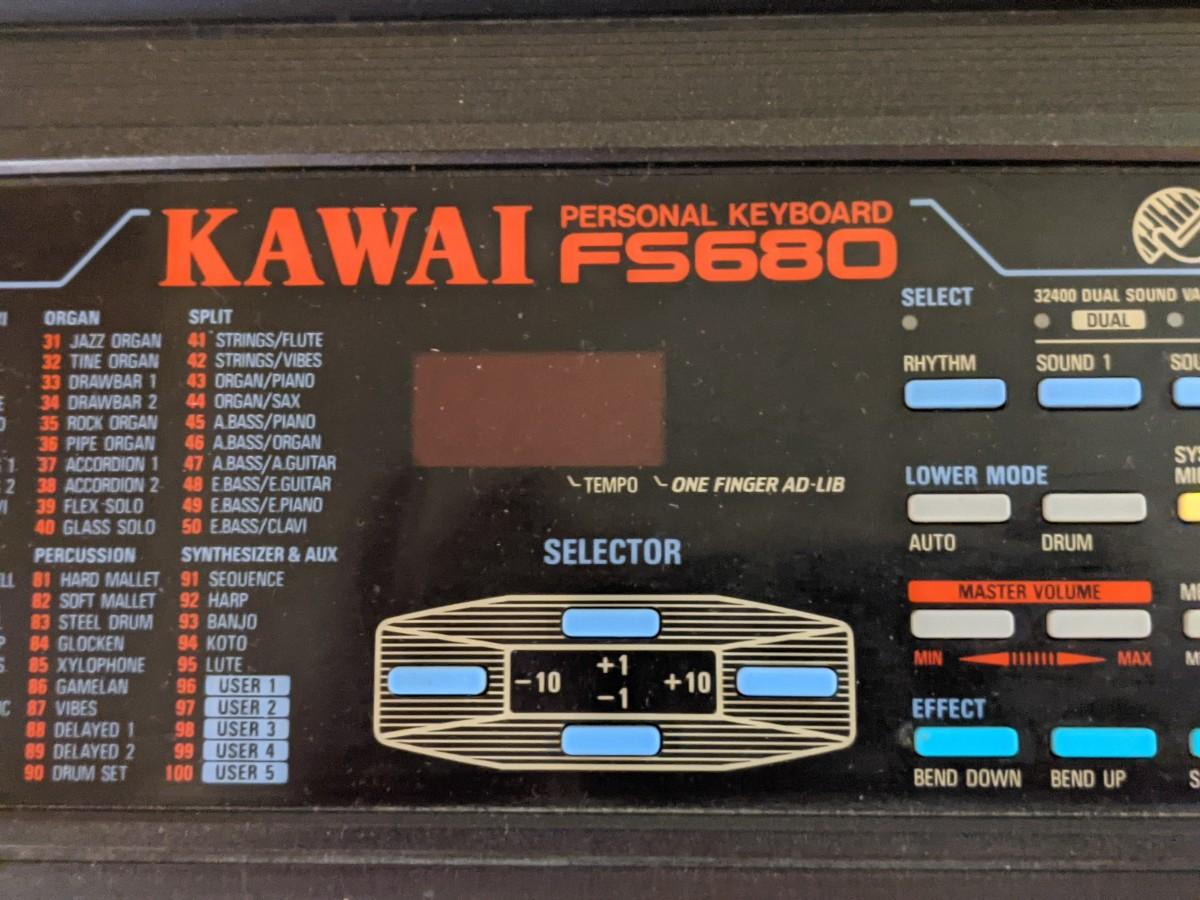 KAWAI
PERSONAL KEYBOARD
FS680
ORGAN
31 JAZZ ORGAN
32 TINE ORGAN
33 DRAWBAR 1
34 DRAWBAR 2
35 ROCK ORGAN
36 PIPE ORGAN
37 ACCORDION 1
38 ACCORDION 2
39 FLEX SOLO
40 GLASS SOLO
SPLIT
41 STRINGS/FLUTE
42 STRINGS/VIBES
43 ORGAN/PIANO
44 ORGAN/SAX
45 A.BASS/PIANO
46 A.BASS/ORGAN
47 A.BASS/A.GUITAR
48 E.BASS/E.GUITAR
49 E.BASS/E.PIANO
50 E.BASS/CLAVI
PERCUSSION
81 HARD MALLET
82 SOFT MALLET
83 STEEL DRUM
84 GLOCKEN
85 XYLOPHONE
86 GAMELAN
87 VIBES
88 DELAYED 1
89 DELAYED 2
90 DRUM SET
SYNTHESIZER & AUX
91 SEQUENCE
92 HARP
93 BANJO
94 KOTO
95 LUTE
96 USER 1
97 USER 2
98 USER 3
99 USER 4
100 USER 5
TEMPO
ONE FINGER AD-LIB
SELECTOR
+1
-10
+10
-1
SELECT
32400 DUAL SOUND
DUAL
RHYTHM
SOUND 1
LOWER MODE
AUTO
DRUM
MASTER VOLUME
MIN
MAX
EFFECT
BEND DOWN
BEND UP